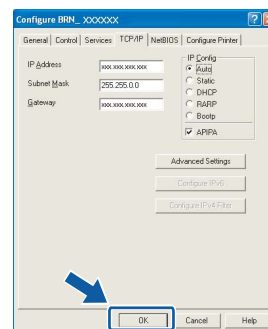 Configure BRN_ XXXXXX
General Control Services TCP/IP NetBIOS Configure Printer
IP Address xxx.xxx.xxx.xxx
Subnet Mask 255.255.0.0
Gateway xxx.xxx.xxx.xxx
IP Config
Auto
Static
DHCP
RARP
Bootp
APIPA
Advanced Settings
Configure IPv6
Configure IPv4 Filter
OK Cancel Help